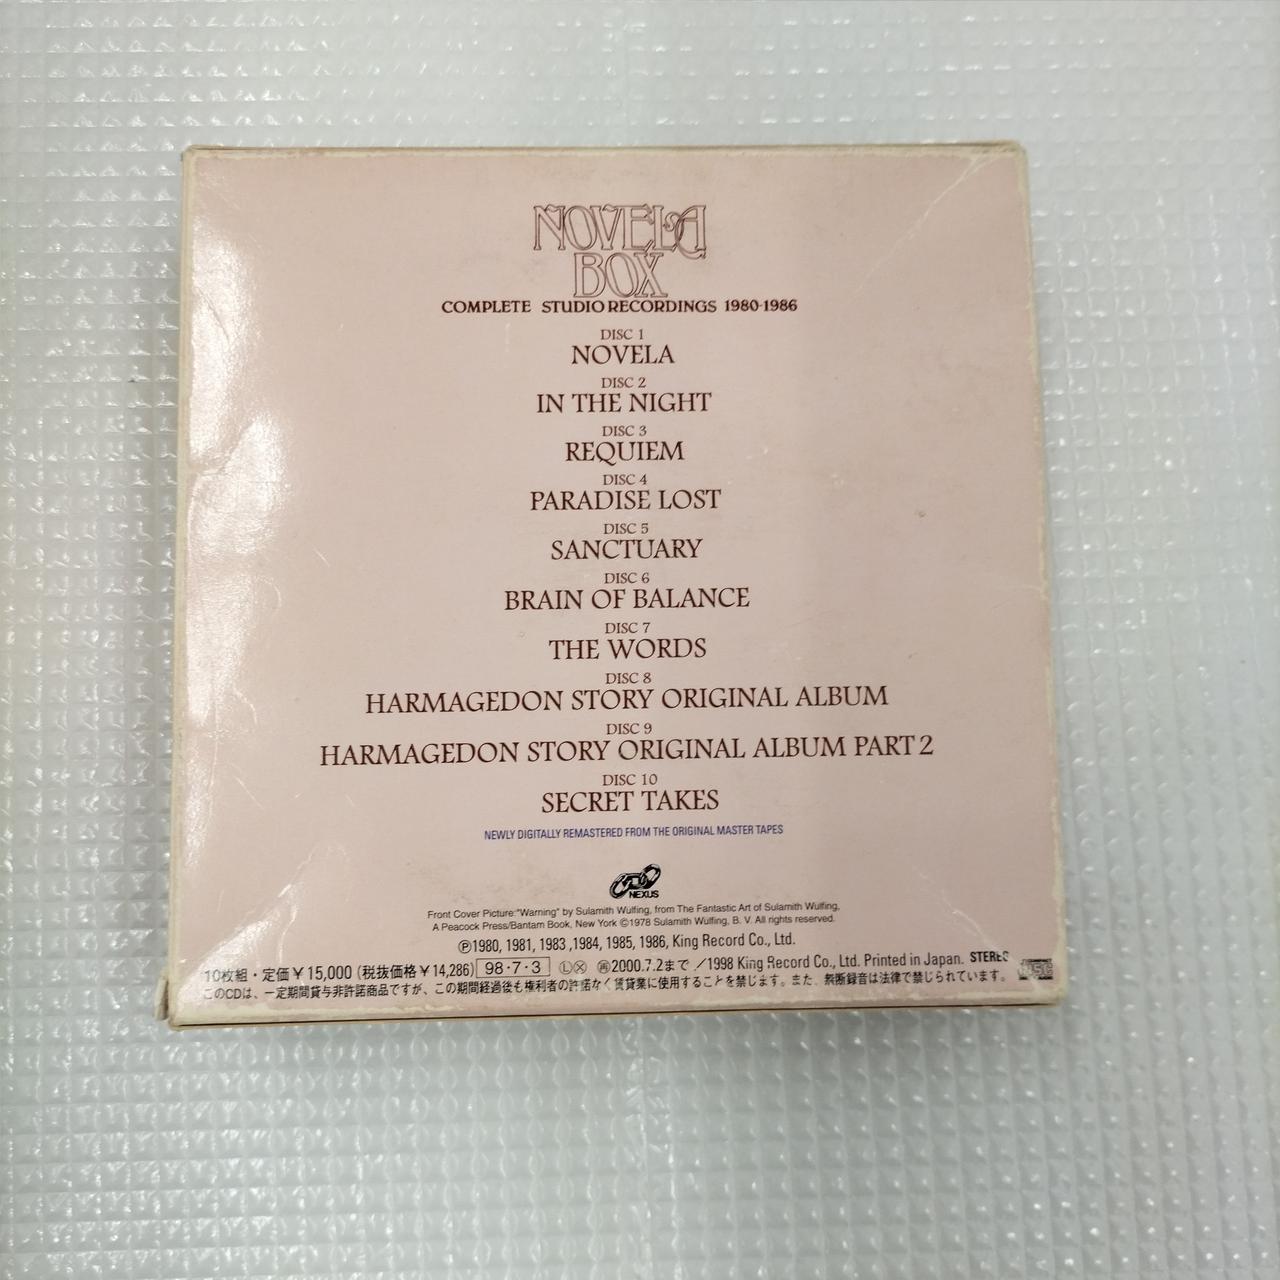 NOVELA
BOX
COMPLETE STUDIO RECORDINGS 1980-1986
DISC 1
NOVELA
DISC 2
IN THE NIGHT
DISC 3
REQUIEM
DISC 4
PARADISE LOST
DISC 5
SANCTUARY
DISC 6
BRAIN OF BALANCE
DISC 7
THE WORDS
DISC 8
HARMAGEDON STORY ORIGINAL ALBUM
DISC 9
HARMAGEDON STORY ORIGINAL ALBUM PART 2
DISC 10
SECRET TAKES
NEWLY DIGITALLY REMASTERED FROM THE ORIGINAL MASTER TAPES
NEXUS
Front Cover Picture:"Warning" by Sulamith Wulfing, from The Fantastic Art of Sulamith Wulfing,
A Peacock Press/Bantam Book, New York ©1978 Sulamith Wulfing, B. V. All rights reserved.
Ⓟ1980, 1981, 1983 ,1984, 1985, 1986, King Record Co., Ltd.
10枚組・定価￥15,000 (税抜価格￥14,286) 98・7・3 Ⓛ Ⓧ 2000.7.2まで ／1998 King Record Co., Ltd. Printed in Japan. STEREO
このCDは、一定期間貸与非許諾商品ですが、この期間経過後も権利者の許諾なく賃貸業に使用することを禁じます。また、無断録音は法律で禁じられています。